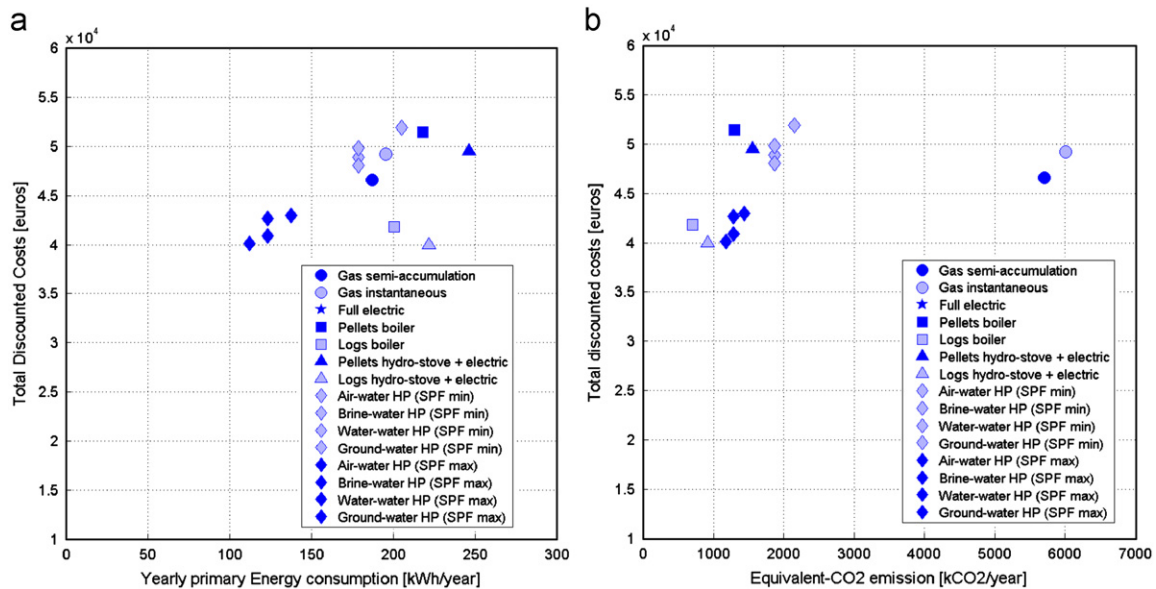 a
x 10⁴
6
5.5
5
4.5
4
3.5
3
2.5
2
1.5
1
Total Discounted Costs [euros]
Gas semi-accumulation
Gas instantaneous
Full electric
Pellets boiler
Logs boiler
Pellets hydro-stove + electric
Logs hydro-stove + electric
Air-water HP (SPF min)
Brine-water HP (SPF min)
Water-water HP (SPF min)
Ground-water HP (SPF min)
Air-water HP (SPF max)
Brine-water HP (SPF max)
Water-water HP (SPF max)
Ground-water HP (SPF max)
0 50 100 150 200 250 300
Yearly primary Energy consumption [kWh/year]
b
x 10⁴
6
5.5
5
4.5
4
3.5
3
2.5
2
1.5
1
Total discounted costs [euros]
Gas semi-accumulation
Gas instantaneous
Full electric
Pellets boiler
Logs boiler
Pellets hydro-stove + electric
Logs hydro-stove + electric
Air-water HP (SPF min)
Brine-water HP (SPF min)
Water-water HP (SPF min)
Ground-water HP (SPF min)
Air-water HP (SPF max)
Brine-water HP (SPF max)
Water-water HP (SPF max)
Ground-water HP (SPF max)
0 1000 2000 3000 4000 5000 6000 7000
Equivalent-CO2 emission [kCO2/year]